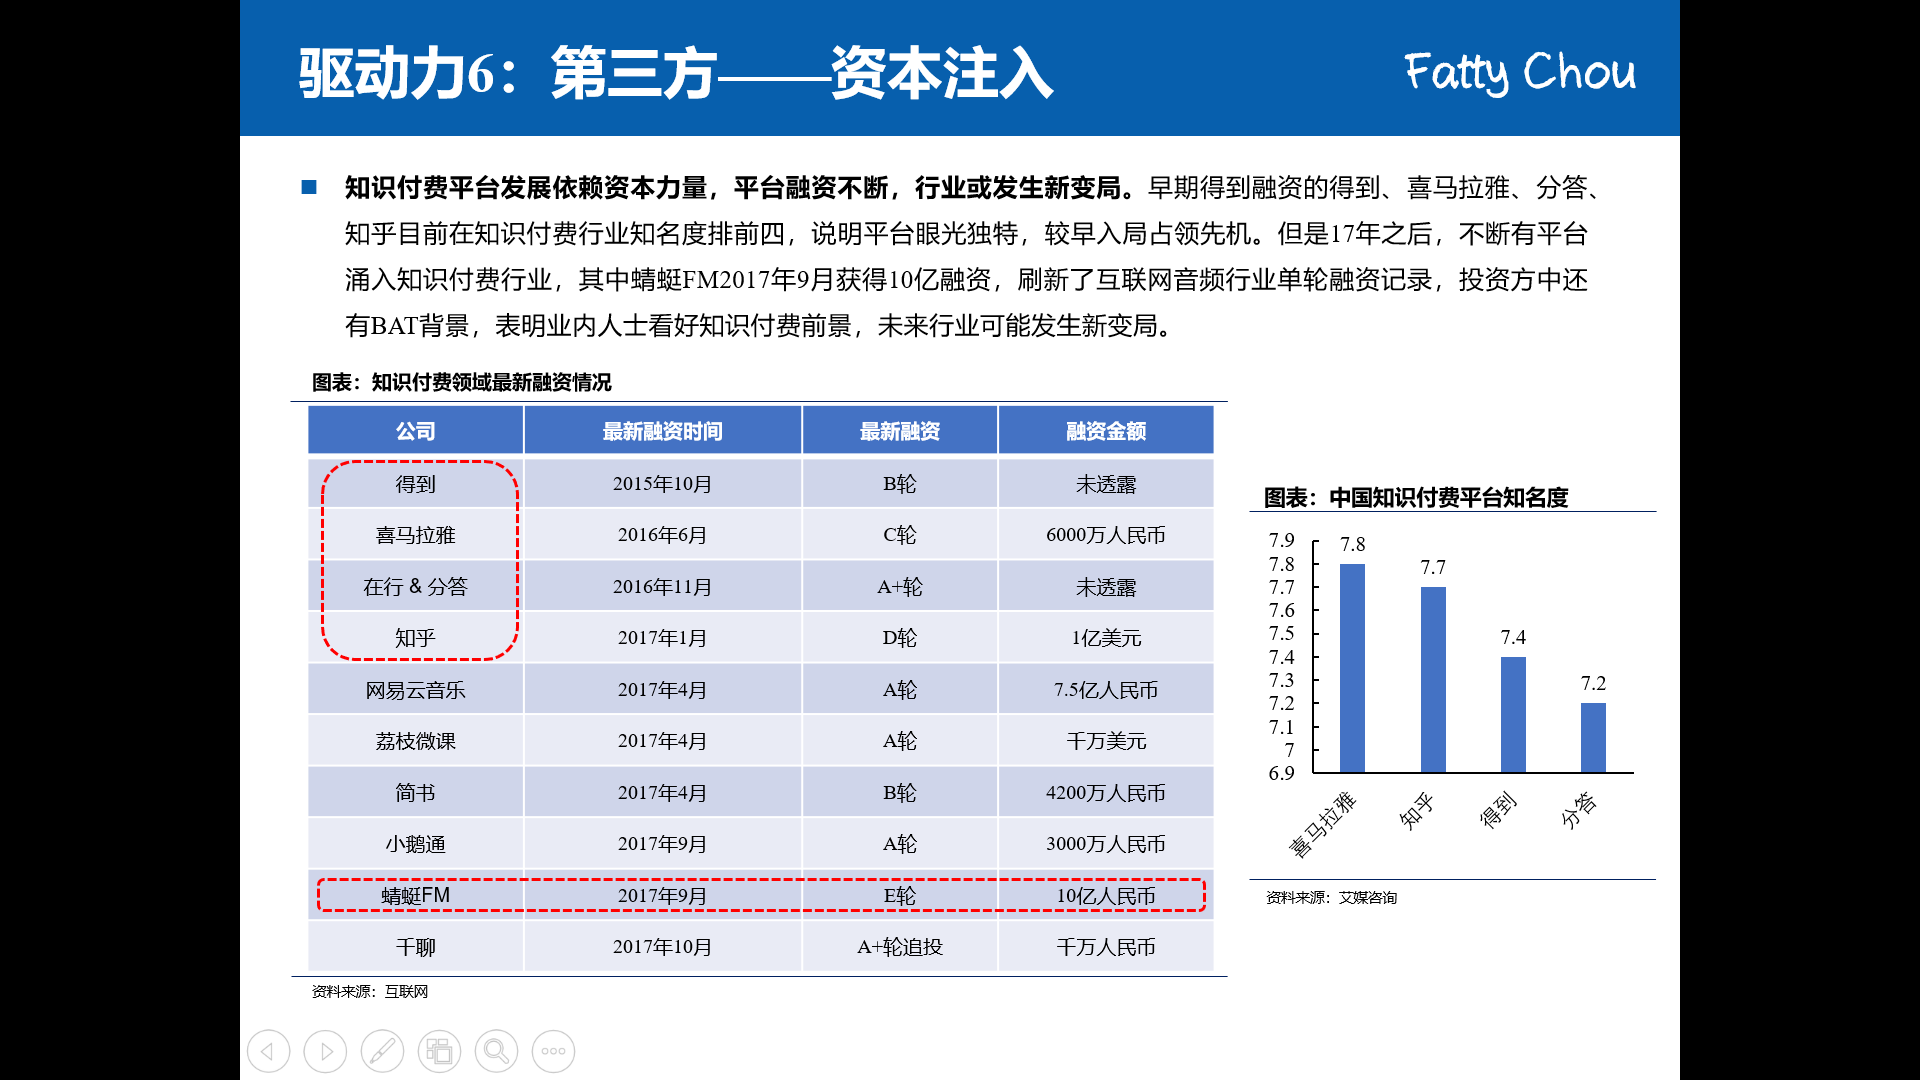 驱动力6：第三方——资本注入
Fatty Chou
知识付费平台发展依赖资本力量，平台融资不断，行业或发生新变局。早期得到融资的得到、喜马拉雅、分答、
知乎目前在知识付费行业知名度排前四，说明平台眼光独特，较早入局占领先机。但是17年之后，不断有平台
涌入知识付费行业，其中蜻蜓FM2017年9月获得10亿融资，刷新了互联网音频行业单轮融资记录，投资方中还
有BAT背景，表明业内人士看好知识付费前景，未来行业可能发生新变局。
图表：知识付费领域最新融资情况
公司 最新融资时间 最新融资 融资金额
得到 2015年10月 B轮 未透露
喜马拉雅 2016年6月 C轮 6000万人民币
在行 & 分答 2016年11月 A+轮 未透露
知乎 2017年1月 D轮 1亿美元
网易云音乐 2017年4月 A轮 7.5亿人民币
荔枝微课 2017年4月 A轮 千万美元
简书 2017年4月 B轮 4200万人民币
小鹅通 2017年9月 A轮 3000万人民币
蜻蜓FM 2017年9月 E轮 10亿人民币
千聊 2017年10月 A+轮追投 千万人民币
资料来源：互联网
图表：中国知识付费平台知名度
7.9
7.8
7.7
7.6
7.5
7.4
7.3
7.2
7.1
7
6.9
7.8
7.7
7.4
7.2
喜马拉雅
知乎
得到
分答
资料来源：艾媒咨询